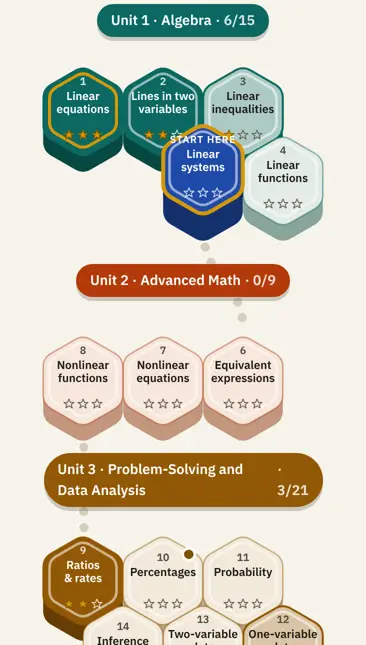 Unit 1 · Algebra · 6/15
1
Linear
equations
2
Lines in two
variables
3
Linear
inequalities
START HERE
Linear
systems
4
Linear
functions
Unit 2 · Advanced Math · 0/9
8
Nonlinear
functions
7
Nonlinear
equations
6
Equivalent
expressions
Unit 3 · Problem-Solving and ·
Data Analysis 3/21
9
Ratios
& rates
10
Percentages
11
Probability
14
Inference
13
Two-variable
12
One-variable